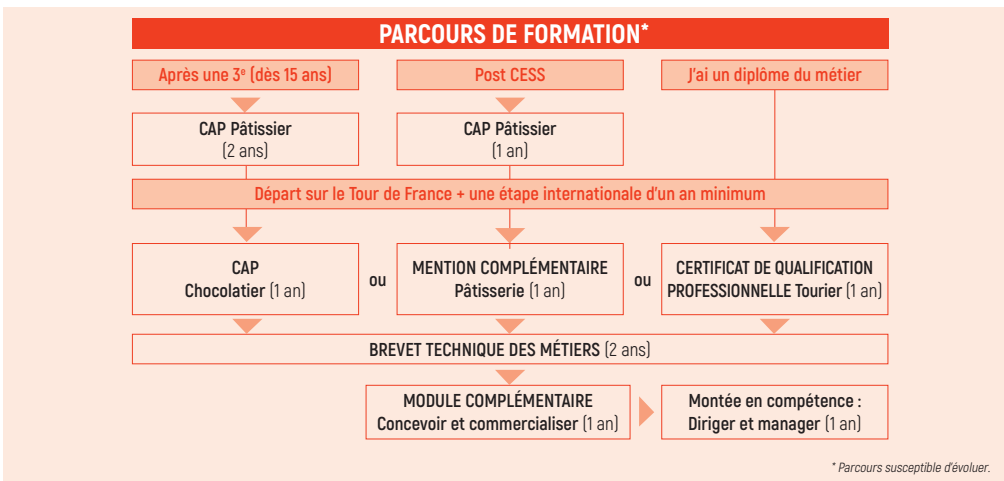 PARCOURS DE FORMATION*
Après une 3e (dès 15 ans)
Post CESS
J'ai un diplôme du métier
CAP Pâtissier
(2 ans)
CAP Pâtissier
(1 an)
Départ sur le Tour de France + une étape internationale d'un an minimum
CAP
Chocolatier (1 an)
ou
MENTION COMPLÉMENTAIRE
Pâtisserie (1 an)
ou
CERTIFICAT DE QUALIFICATION
PROFESSIONNELLE Tourier (1 an)
BREVET TECHNIQUE DES MÉTIERS (2 ans)
MODULE COMPLÉMENTAIRE
Concevoir et commercialiser (1 an)
Montée en compétence :
Diriger et manager (1 an)
* Parcours susceptible d'évoluer.